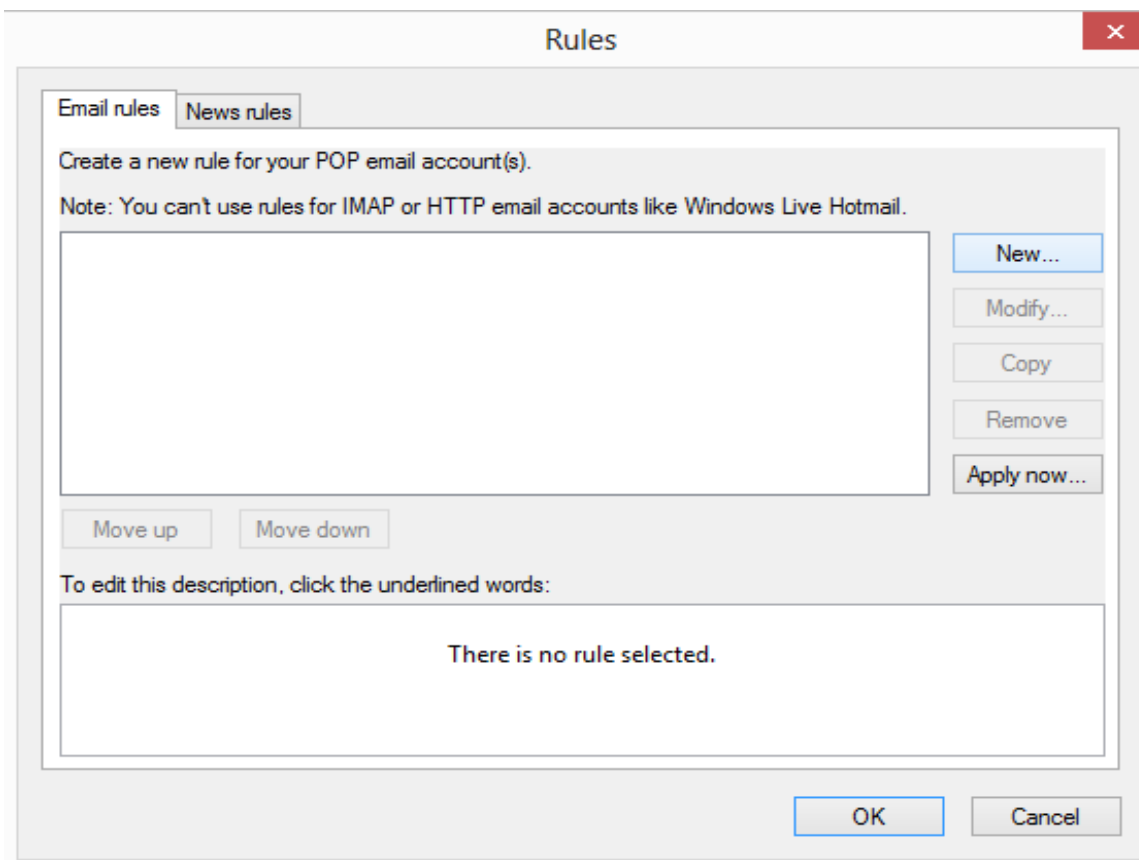 Rules
Email rules
News rules
Create a new rule for your POP email account(s).
Note: You can't use rules for IMAP or HTTP email accounts like Windows Live Hotmail.
New...
Modify...
Copy
Remove
Apply now...
Move up
Move down
To edit this description, click the underlined words:
There is no rule selected.
OK
Cancel